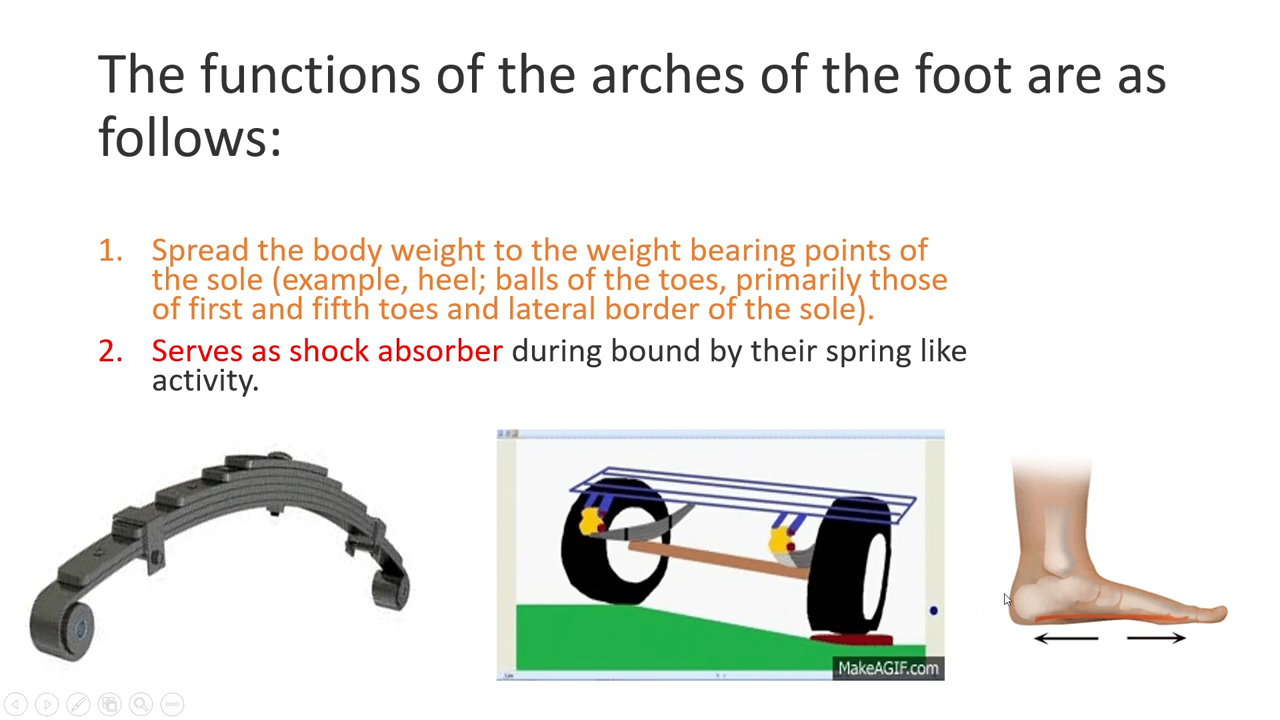 The functions of the arches of the foot are as
follows:
1. Spread the body weight to the weight bearing points of
the sole (example, heel; balls of the toes, primarily those
of first and fifth toes and lateral border of the sole).
2. Serves as shock absorber during bound by their spring like
activity.
MakeAGIF.com